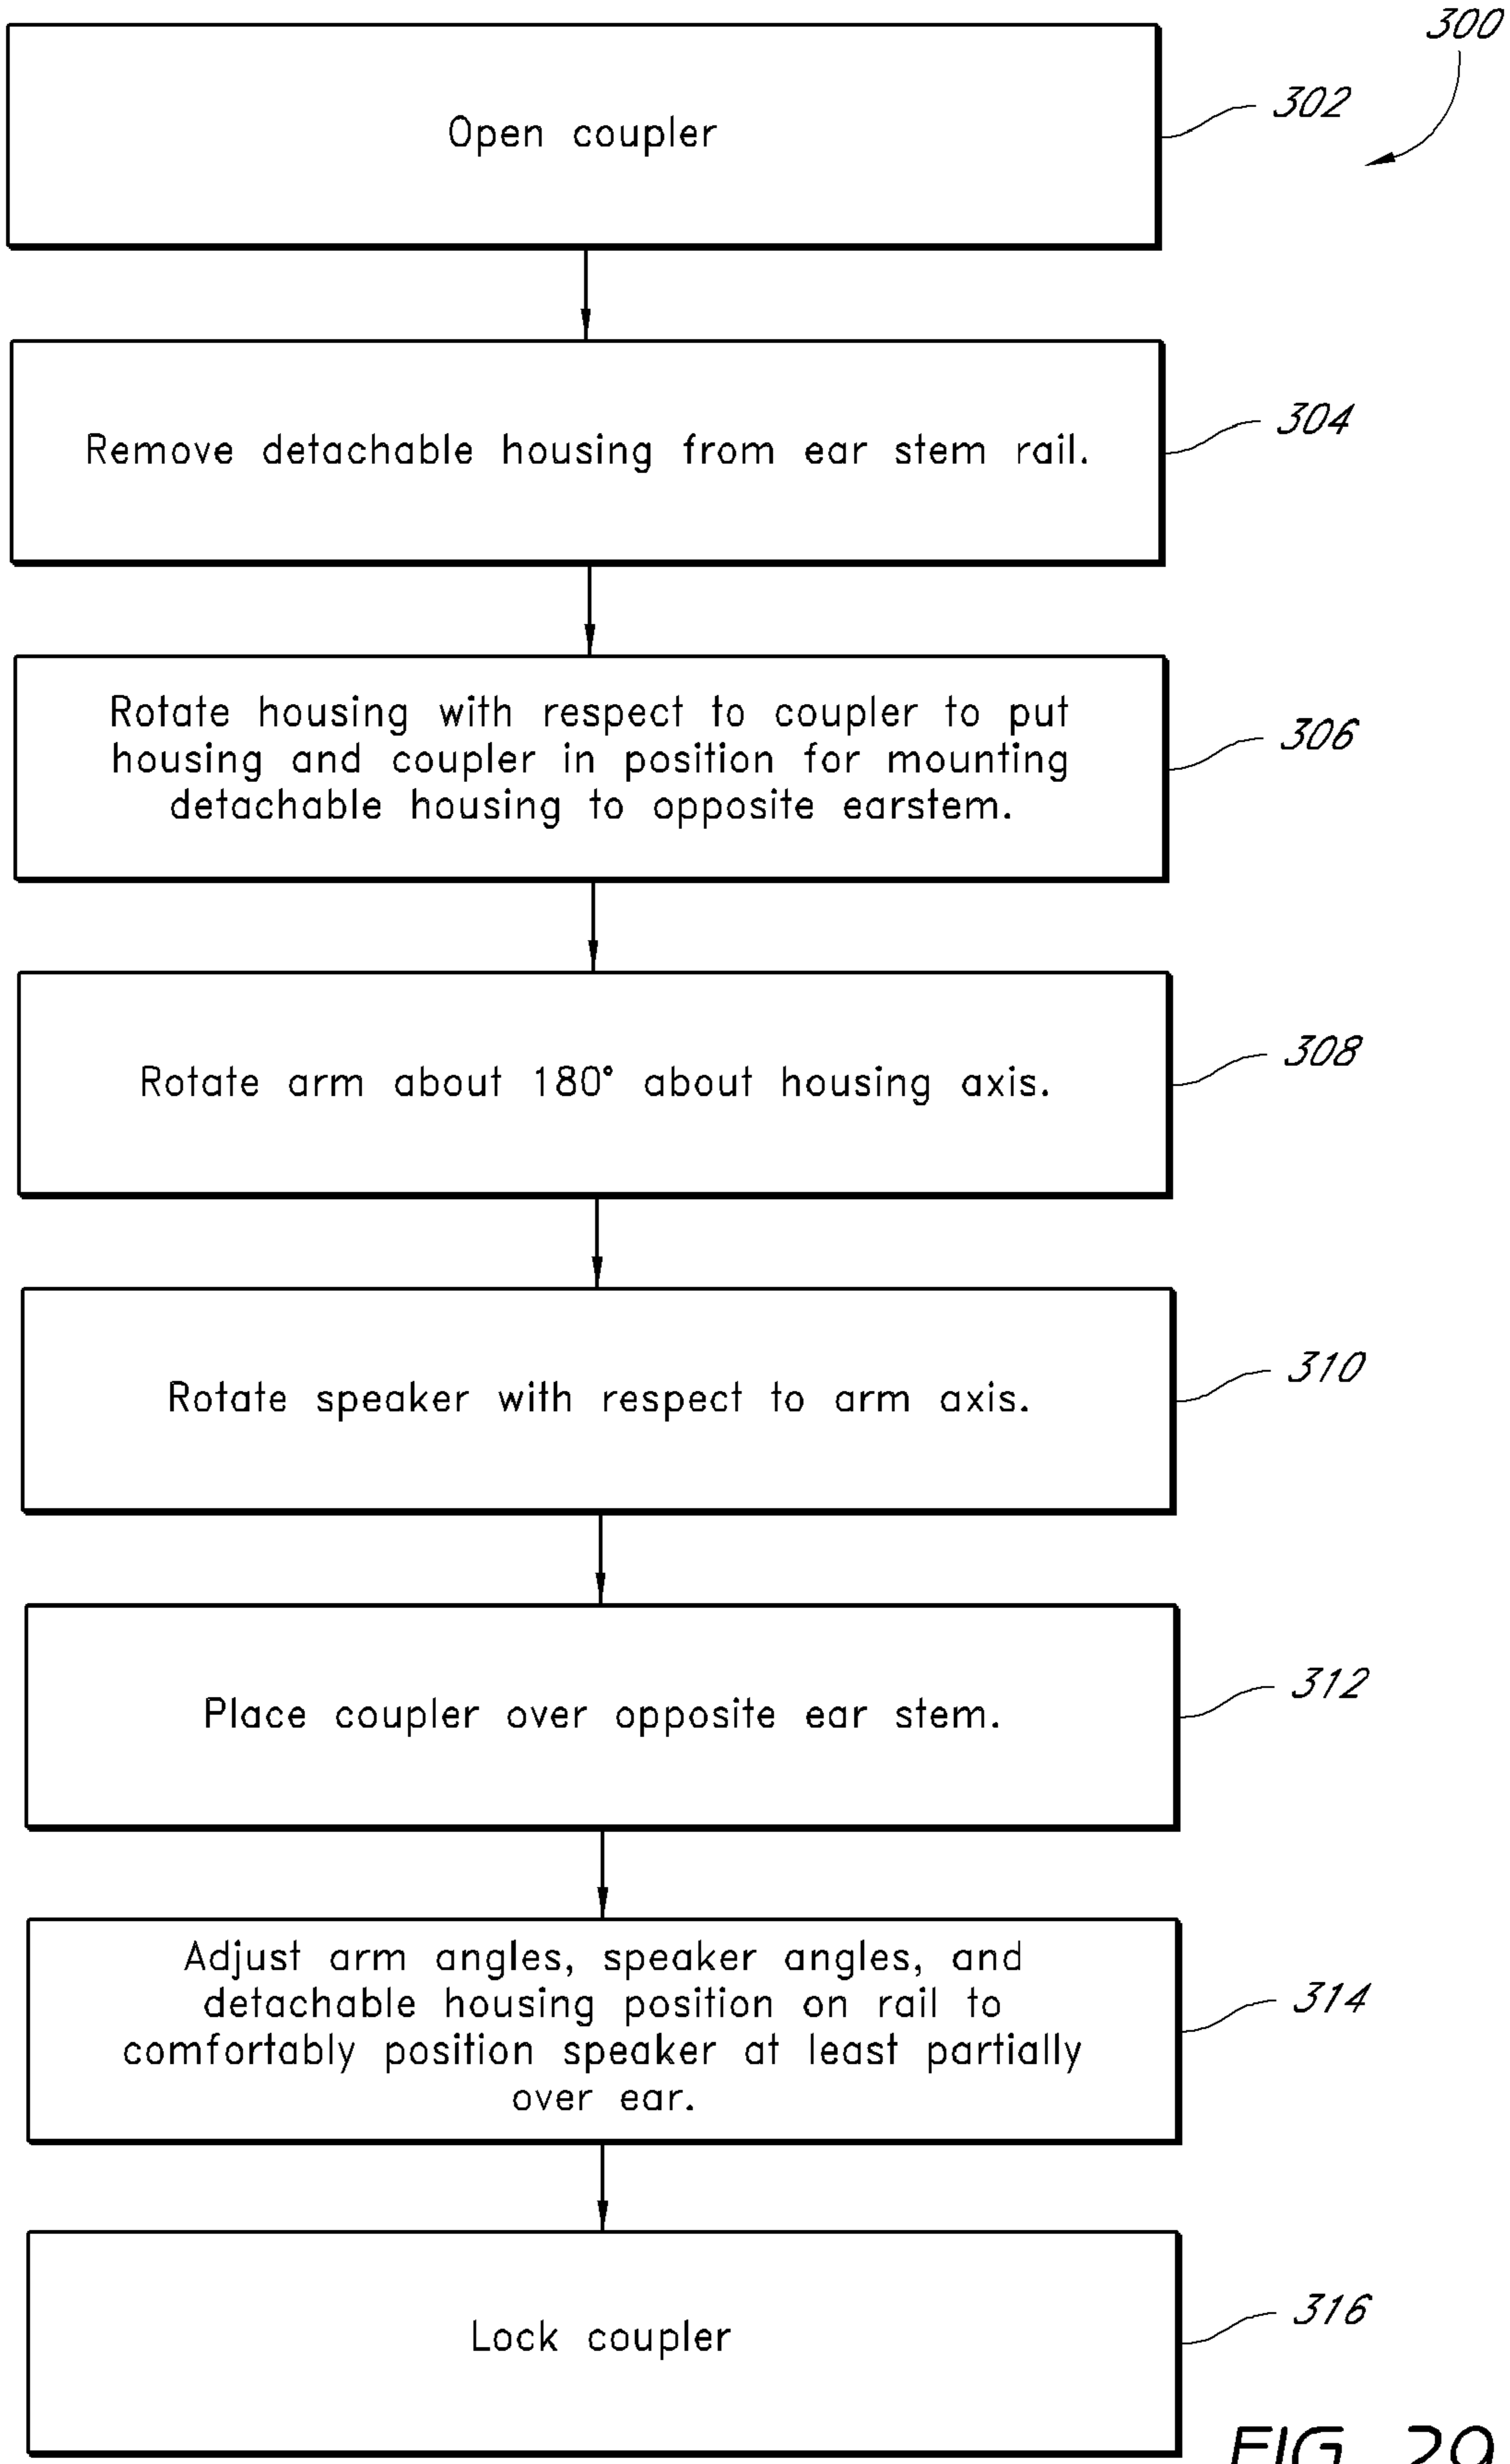 300
Open coupler
302
Remove detachable housing from ear stem rail.
304
Rotate housing with respect to coupler to put
housing and coupler in position for mounting
detachable housing to opposite earstem.
306
Rotate arm about 180° about housing axis.
308
Rotate speaker with respect to arm axis.
310
Place coupler over opposite ear stem.
312
Adjust arm angles, speaker angles, and
detachable housing position on rail to
comfortably position speaker at least partially
over ear.
314
Lock coupler
316
FIG. 29